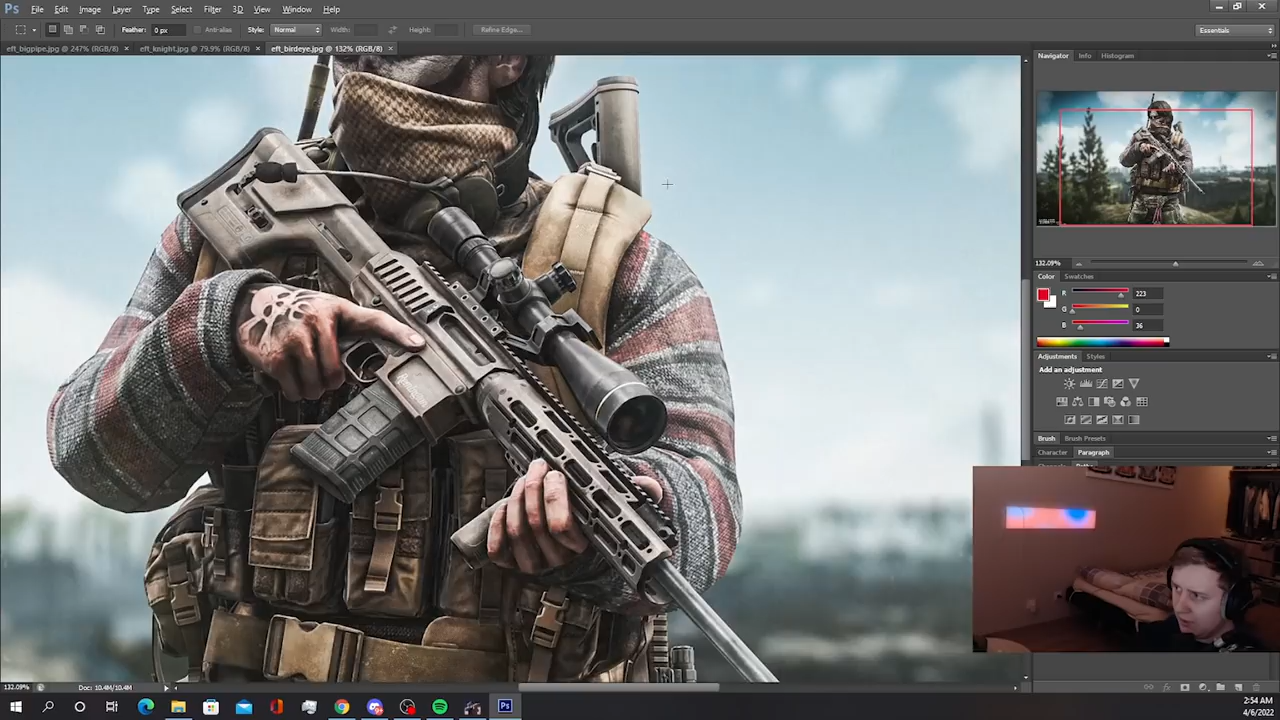 Ps File Edit Image Layer Type Select Filter 3D View Window Help
Feather: 0 px Anti-alias Style: Normal Width: Height: Refine Edge... Essentials
eft_bigpipe.jpg @ 247% (RGB/8) × eft_knight.jpg @ 79.9% (RGB/8) × eft_birdeye.jpg @ 132% (RGB/8) ×
Navigator Info Histogram
132.09%
Color Swatches
R 223
G 0
B 36
Adjustments Styles
Add an adjustment
Brush Brush Presets
Character Paragraph
132.09% Doc: 10.4M/10.4M
2:54 AM
4/6/2022